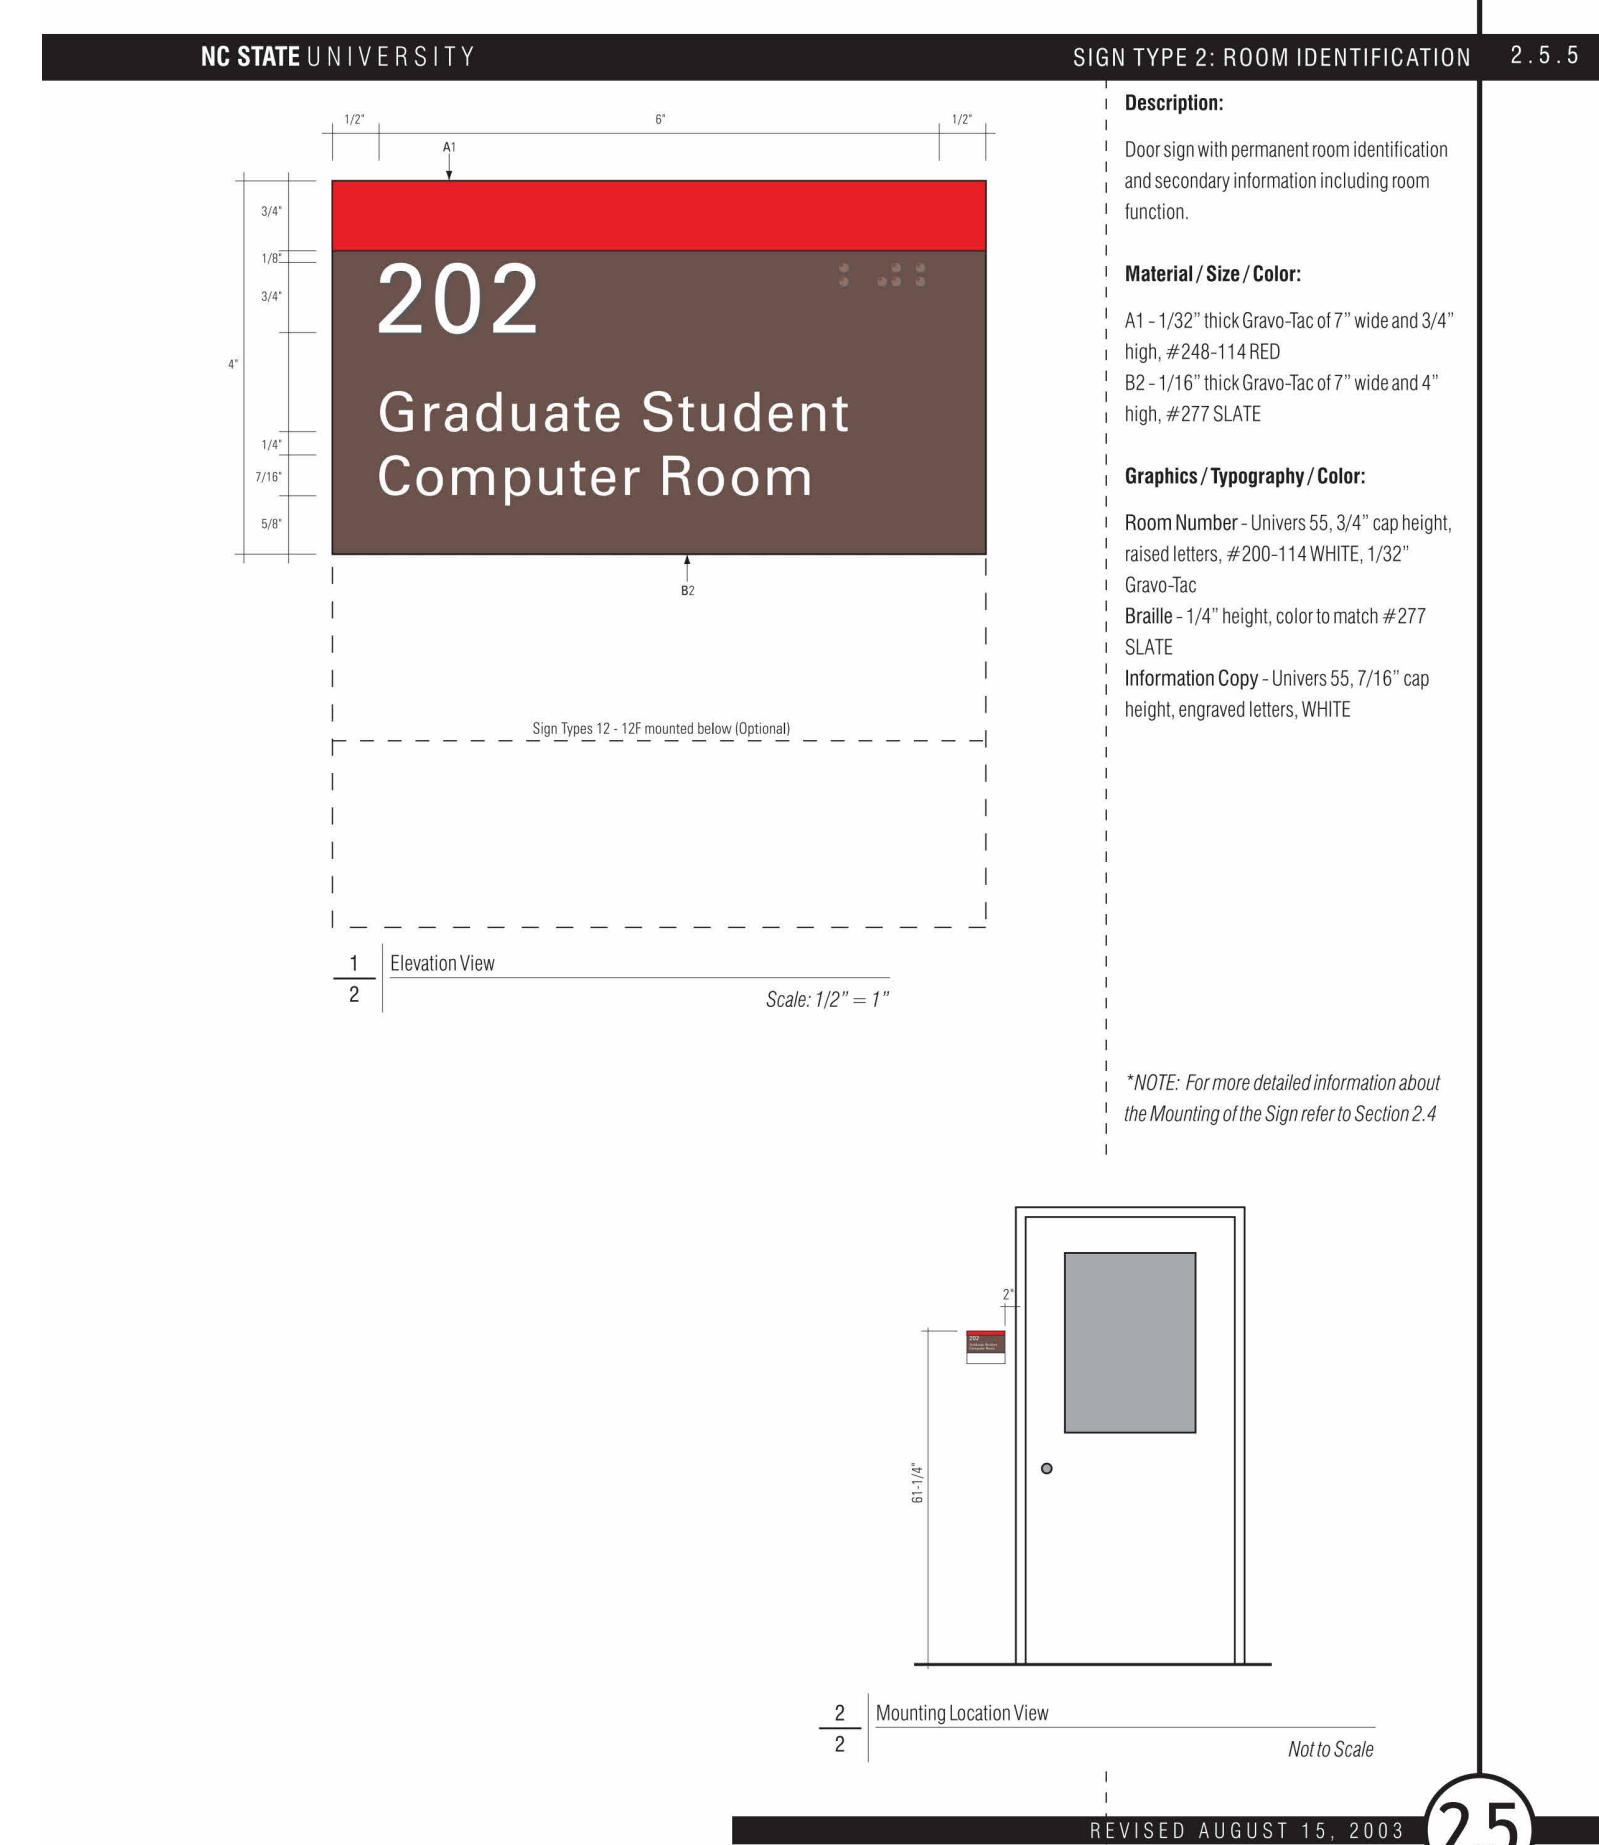 NC STATE UNIVERSITY
SIGN TYPE 2: ROOM IDENTIFICATION
2.5.5
1/2"
6"
1/2"
A1
3/4"
1/8"
3/4"
4"
1/4"
7/16"
5/8"
202
Graduate Student
Computer Room
B2
Sign Types 12 - 12F mounted below (Optional)
1
2
Elevation View
Scale: 1/2” = 1”
Description:
Door sign with permanent room identification
and secondary information including room
function.
Material / Size / Color:
A1 - 1/32” thick Gravo-Tac of 7” wide and 3/4”
high, #248-114 RED
B2 - 1/16” thick Gravo-Tac of 7” wide and 4”
high, #277 SLATE
Graphics / Typography / Color:
Room Number - Univers 55, 3/4” cap height,
raised letters, #200-114 WHITE, 1/32”
Gravo-Tac
Braille - 1/4” height, color to match #277
SLATE
Information Copy - Univers 55, 7/16” cap
height, engraved letters, WHITE
*NOTE: For more detailed information about
the Mounting of the Sign refer to Section 2.4
2"
202
Graduate Student
Computer Room
61-1/4"
2
2
Mounting Location View
Not to Scale
REVISED AUGUST 15, 2003
2.5